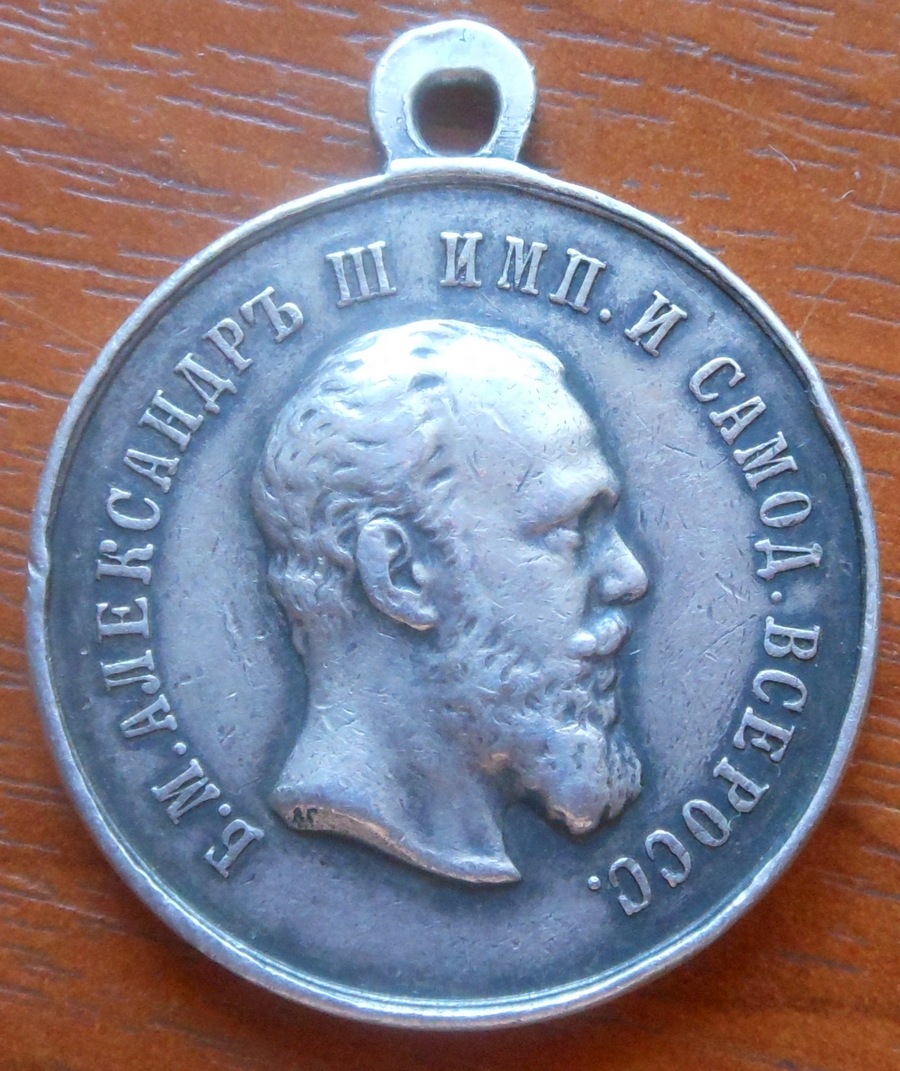 Б. М. АЛЕКСАНДРЪ III ИМП. И САМОД. ВСЕРОСС.